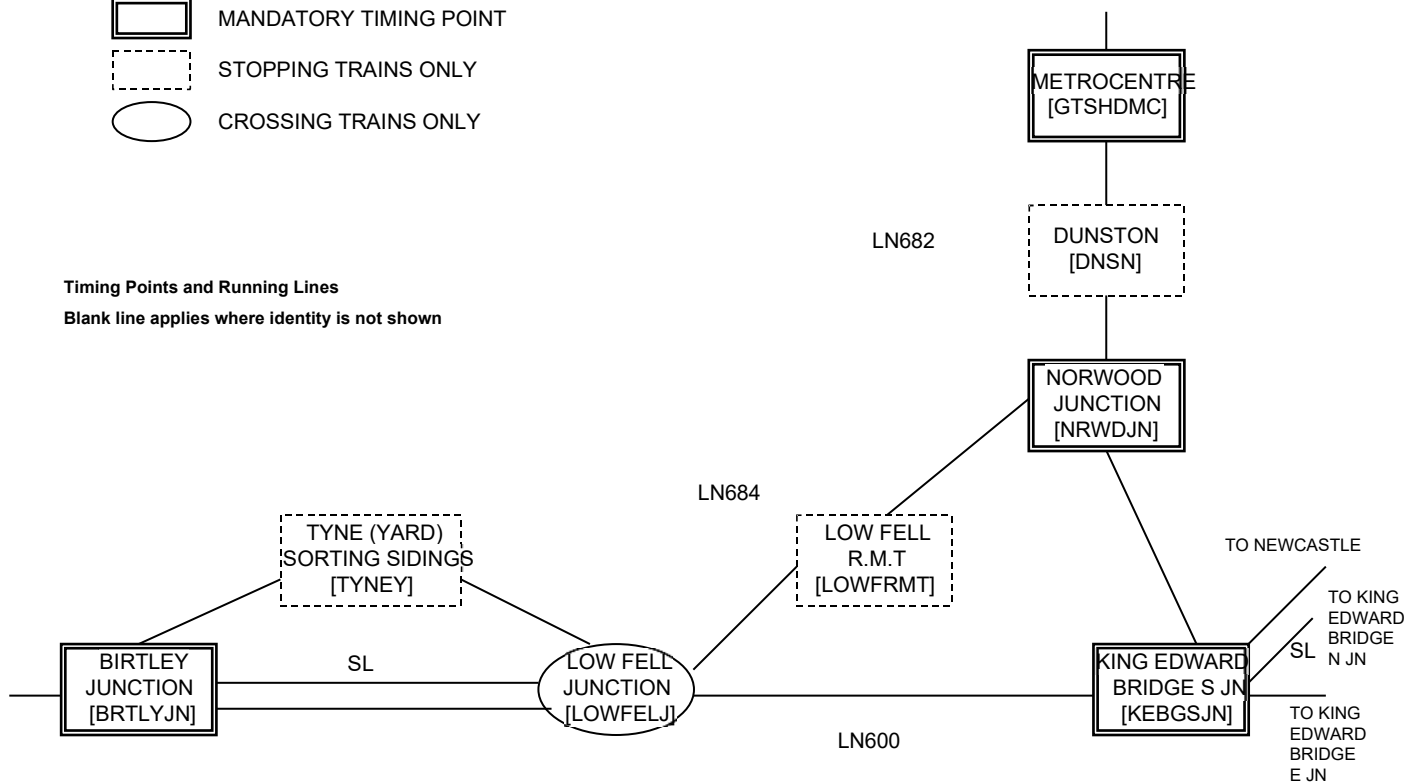 MANDATORY TIMING POINT
STOPPING TRAINS ONLY
CROSSING TRAINS ONLY
METROCENTRE
[GTSHDMC]
LN682
DUNSTON
[DNSN]
Timing Points and Running Lines
Blank line applies where identity is not shown
NORWOOD
JUNCTION
[NRWDJN]
LN684
TYNE (YARD)
SORTING SIDINGS
[TYNEY]
LOW FELL
R.M.T
[LOWFRMT]
TO NEWCASTLE
TO KING
EDWARD
BRIDGE
N JN
SL
BIRTLEY
JUNCTION
[BRTLYJN]
SL
LOW FELL
JUNCTION
[LOWFELJ]
LN600
KING EDWARD
BRIDGE S JN
[KEBGSJN]
TO KING
EDWARD
BRIDGE
E JN